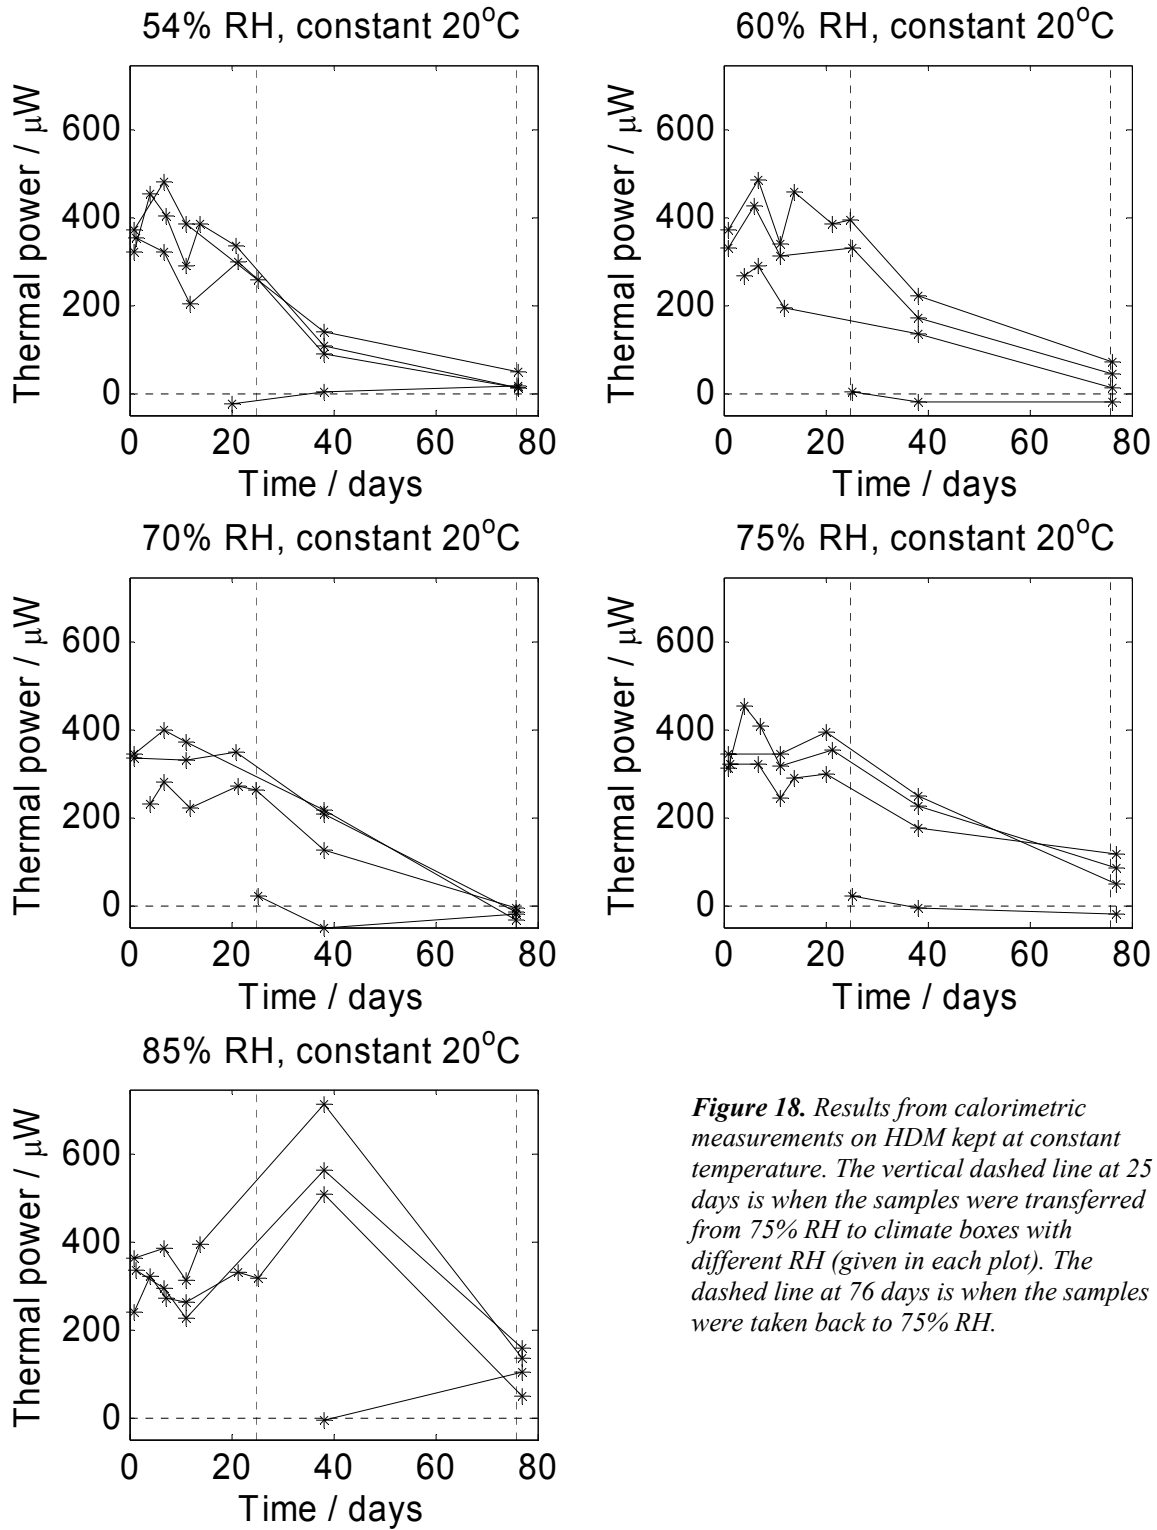 54% RH, constant 20°C
Thermal power / μW
600
400
200
0
0 20 40 60 80
Time / days
60% RH, constant 20°C
Thermal power / μW
600
400
200
0
0 20 40 60 80
Time / days
70% RH, constant 20°C
Thermal power / μW
600
400
200
0
0 20 40 60 80
Time / days
75% RH, constant 20°C
Thermal power / μW
600
400
200
0
0 20 40 60 80
Time / days
85% RH, constant 20°C
Thermal power / μW
600
400
200
0
0 20 40 60 80
Time / days
Figure 18. Results from calorimetric
measurements on HDM kept at constant
temperature. The vertical dashed line at 25
days is when the samples were transferred
from 75% RH to climate boxes with
different RH (given in each plot). The
dashed line at 76 days is when the samples
were taken back to 75% RH.